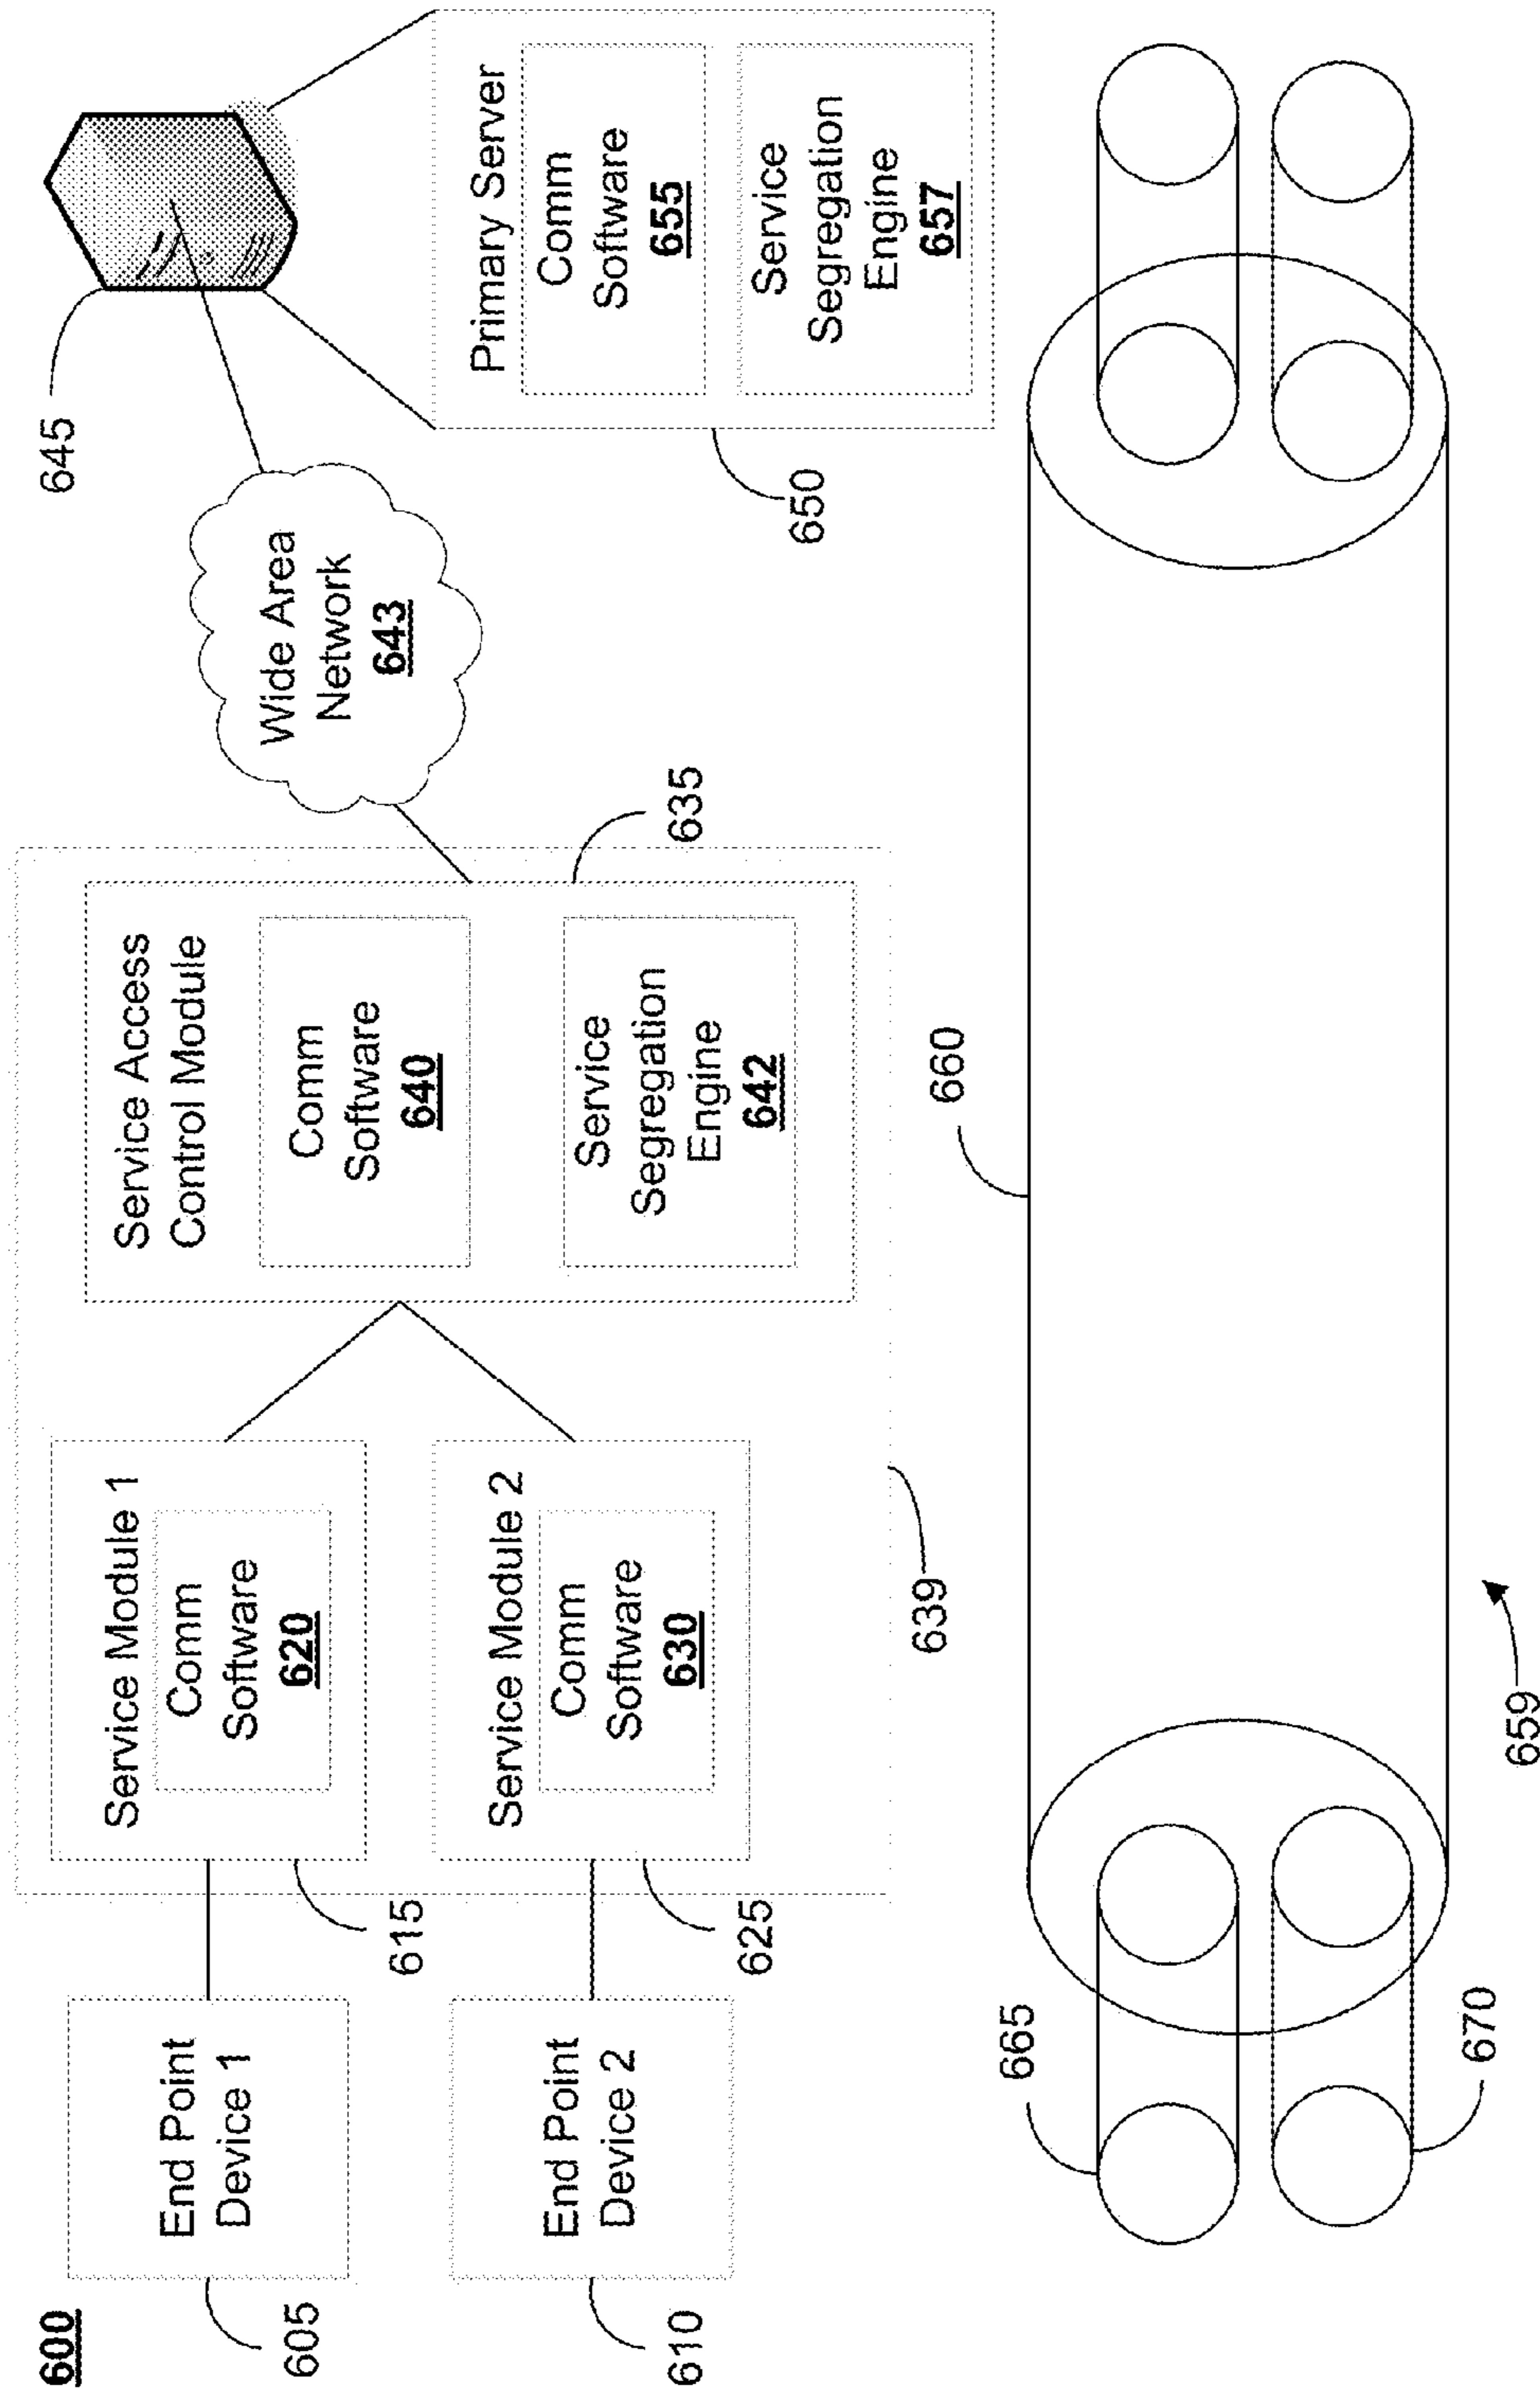 600
End Point
Device 1
605
End Point
Device 2
610
Service Module 1
Comm
Software
620
615
Service Module 2
Comm
Software
630
625
639
Service Access
Control Module
Comm
Software
640
Service
Segregation
Engine
642
635
Wide Area
Network
643
645
Primary Server
Comm
Software
655
Service
Segregation
Engine
657
650
660
665
670
659